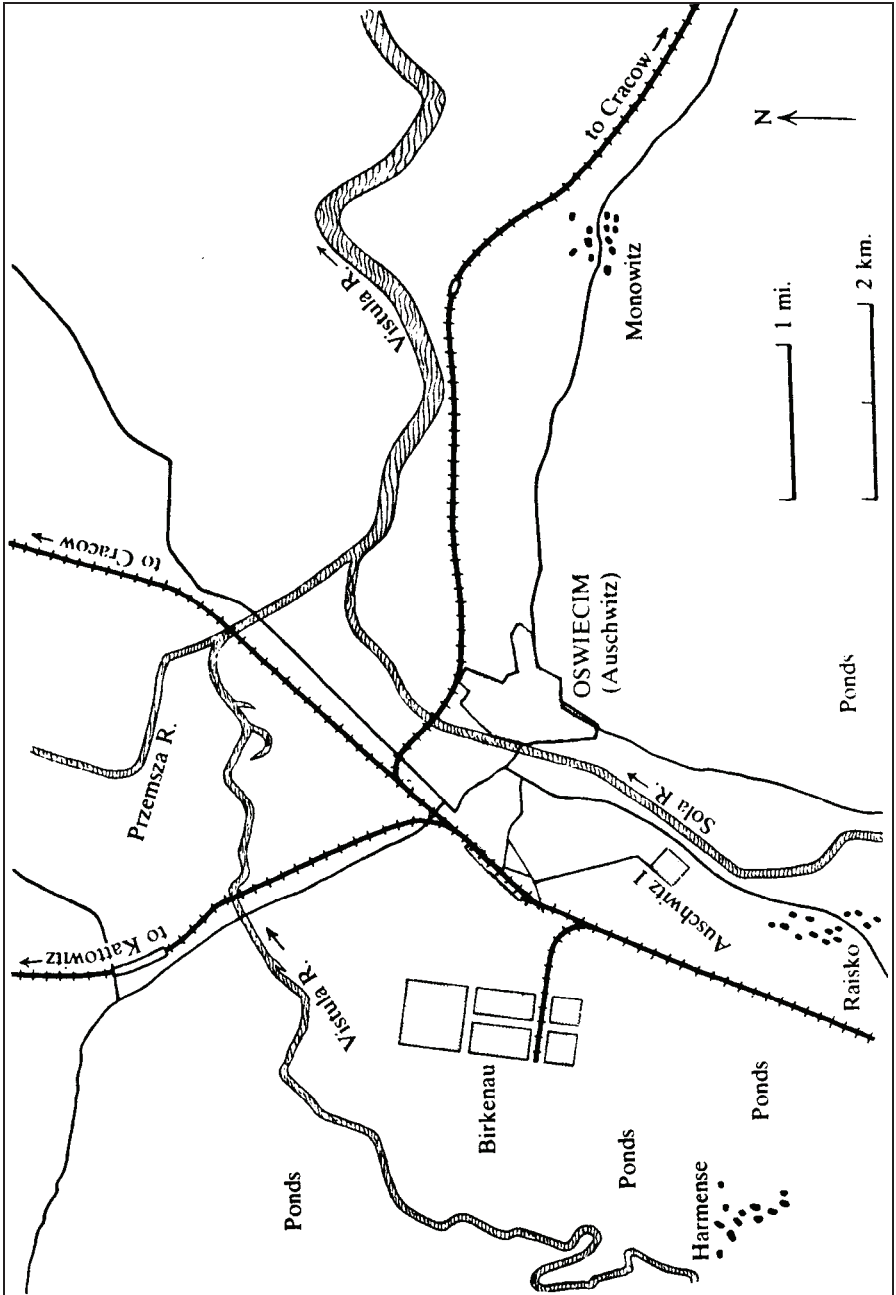 to Kattowitz
to Cracow
Przemsza R.
Vistula R.
Vistula R.
to Cracow
Ponds
Birkenau
Ponds
Harmense
Ponds
Raisko
Auschwitz I
Sola R.
OSWIECIM
(Auschwitz)
Ponds
Monowitz
N
1 mi.
2 km.